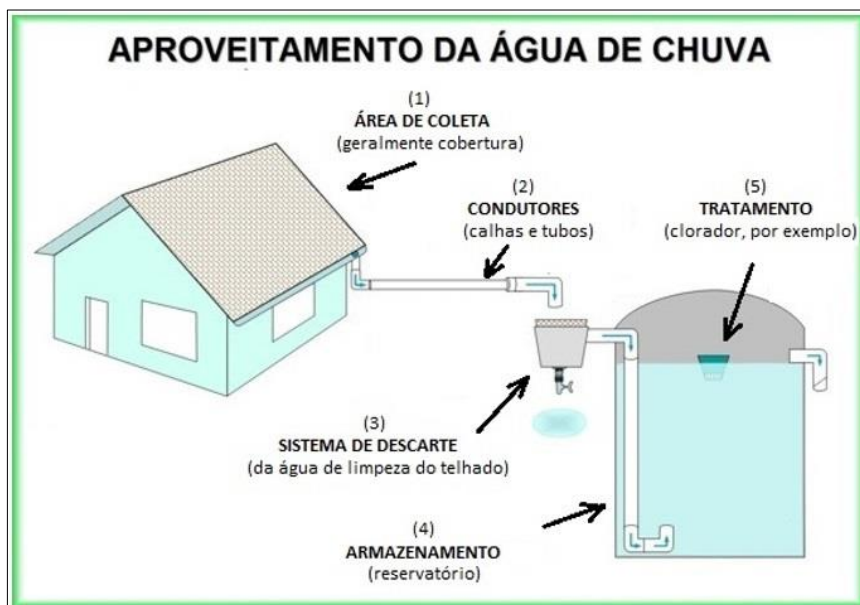 APROVEITAMENTO DA ÁGUA DE CHUVA
(1)
ÁREA DE COLETA
(geralmente cobertura)
(2)
CONDUTORES
(calhas e tubos)
(5)
TRATAMENTO
(clorador, por exemplo)
(3)
SISTEMA DE DESCARTE
(da água de limpeza do telhado)
(4)
ARMAZENAMENTO
(reservatório)